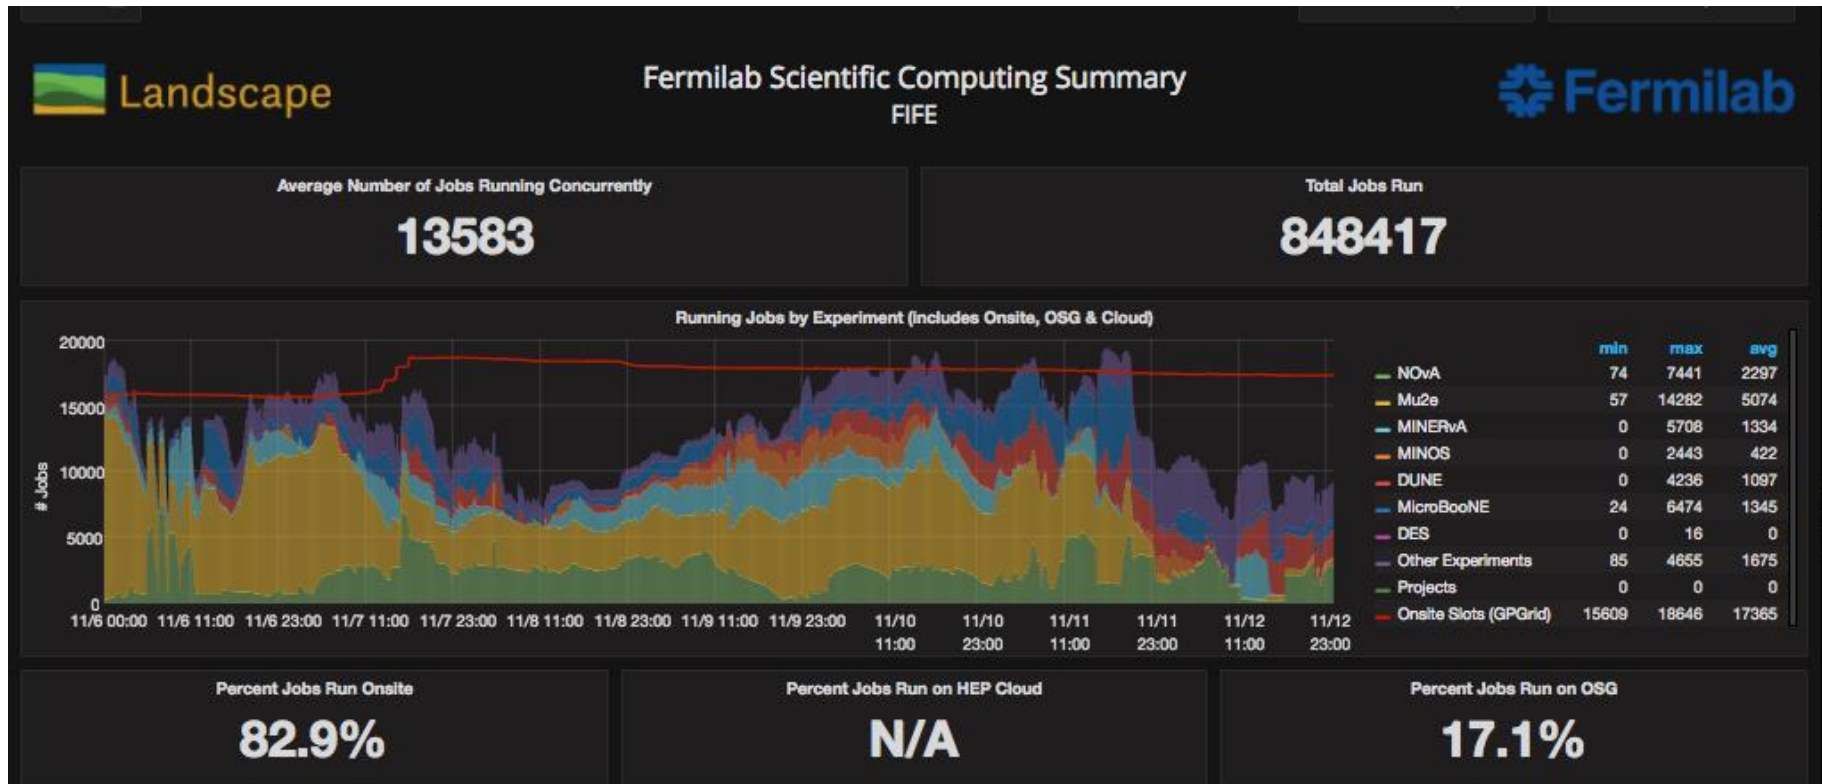 Landscape
Fermilab Scientific Computing Summary
FIFE
Fermilab
Average Number of Jobs Running Concurrently
13583
Total Jobs Run
848417
Running Jobs by Experiment (includes Onsite, OSG & Cloud)
# Jobs
20000
15000
10000
5000
0
11/6 00:00 11/6 11:00 11/6 23:00 11/7 11:00 11/7 23:00 11/8 11:00 11/8 23:00 11/9 11:00 11/9 23:00 11/10 11:00 11/10 23:00 11/11 11:00 11/11 23:00 11/12 11:00 11/12 23:00
min max avg
NOvA 74 7441 2297
Mu2e 57 14282 5074
MINERvA 0 5708 1334
MINOS 0 2443 422
DUNE 0 4236 1097
MicroBooNE 24 6474 1345
DES 0 16 0
Other Experiments 85 4655 1675
Projects 0 0 0
Onsite Slots (GPGrid) 15609 18646 17365
Percent Jobs Run Onsite
82.9%
Percent Jobs Run on HEP Cloud
N/A
Percent Jobs Run on OSG
17.1%